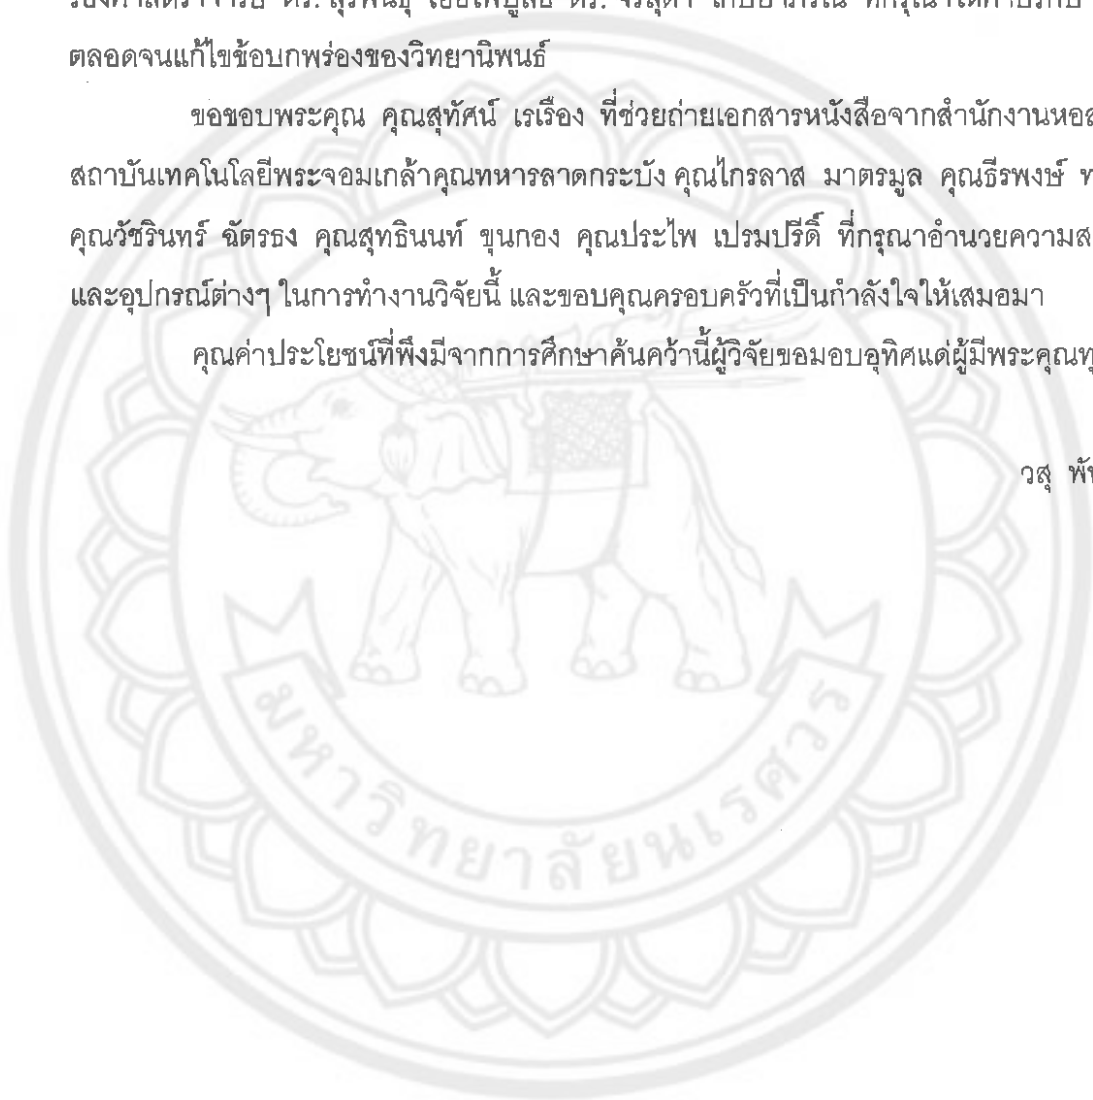 ตลอดจนแก้ไขข้อบกพร่องของวิทยานิพนธ์
ขอขอบพระคุณ คุณสุทัศน์ เรเรือง ที่ช่วยถ่ายเอกสารหนังสือจากสำนักงานหอส
สถาบันเทคโนโลยีพระจอมเกล้าคุณทหารลาดกระบัง คุณไกรลาส มาตรมูล คุณธีรพงษ์
คุณวัชรินทร์ ฉัตรธง คุณสุทธินนท์ ขุนกอง คุณประไพ เปรมปรีดิ์ ที่กรุณาอำนวยความส
และอุปกรณ์ต่างๆ ในการทำงานวิจัยนี้ และขอบคุณครอบครัวที่เป็นกำลังใจให้เสมอมา
คุณค่าประโยชน์ที่พึงมีจากการศึกษาค้นคว้านี้ผู้วิจัยขอมอบอุทิศแด่ผู้มีพระคุณทุ
วสุ พั
มหาวิทยาลัยนเรศวร